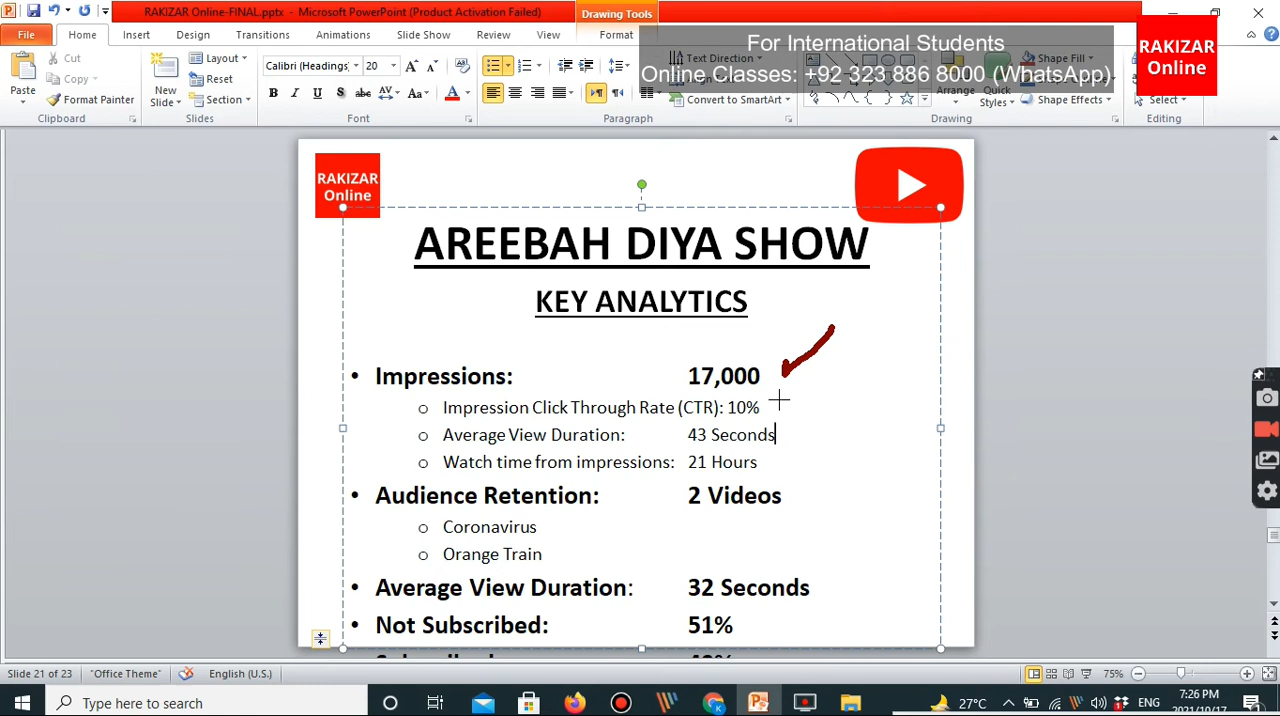 RAKIZAR Online-FINAL.pptx - Microsoft PowerPoint (Product Activation Failed)
Drawing Tools
File Home Insert Design Transitions Animations Slide Show Review View Format
For International Students
Online Classes: +92 323 886 8000 (WhatsApp)
RAKIZAR
Online
Paste
Cut
Copy
Format Painter
Clipboard
New
Slide
Layout
Reset
Section
Slides
Calibri (Headings)
20
B I U S abc AV Aa A
Font
Text Direction
Convert to SmartArt
Paragraph
Arrange
Quick
Styles
Shape Fill
Shape Effects
Drawing
Select
Editing
RAKIZAR
Online
AREEBAH DIYA SHOW
KEY ANALYTICS
• Impressions: 17,000
o Impression Click Through Rate (CTR): 10%
o Average View Duration: 43 Seconds
o Watch time from impressions: 21 Hours
• Audience Retention: 2 Videos
o Coronavirus
o Orange Train
• Average View Duration: 32 Seconds
• Not Subscribed: 51%
Slide 21 of 23
"Office Theme"
English (U.S.)
75%
Type here to search
27°C
ENG
7:26 PM
2021/10/17